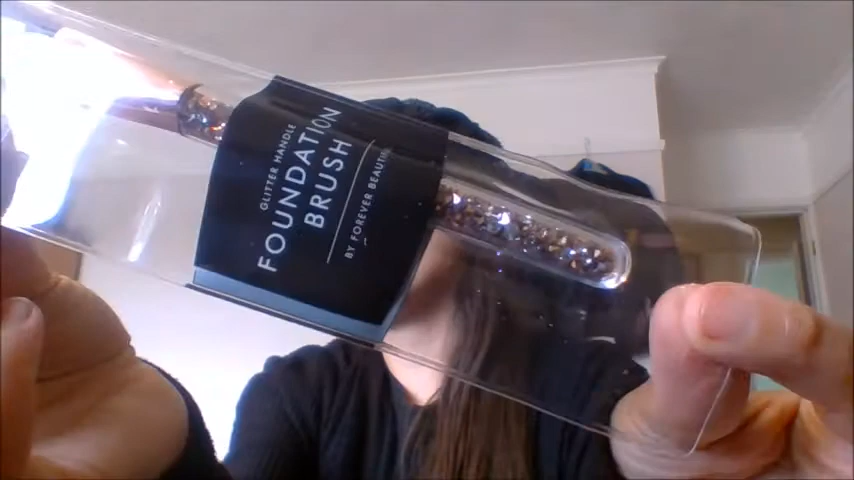 GLITTER HANDLE
FOUNDATION
BRUSH
BY FOREVER BEAUTIFUL